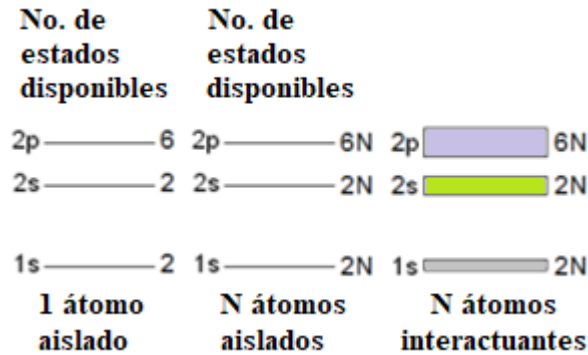 No. de
estados
disponibles
No. de
estados
disponibles
2p 6 2p 6N 2p 6N
2s 2 2s 2N 2s 2N
1s 2 1s 2N 1s 2N
1 átomo
aislado
N átomos
aislados
N átomos
interactuantes